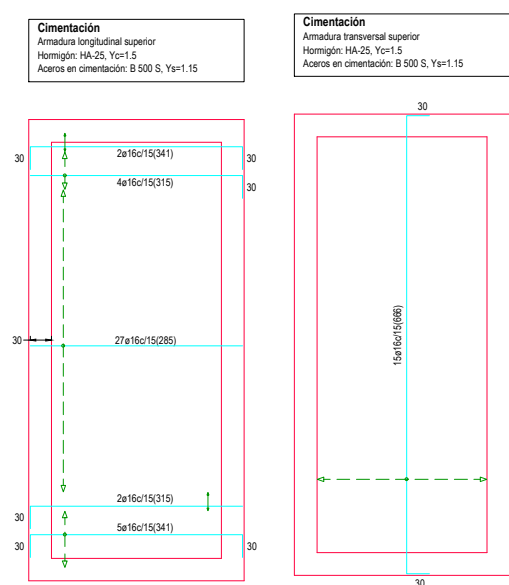 Cimentación
Armadura longitudinal superior
Hormigón: HA-25, Yc=1.5
Aceros en cimentación: B 500 S, Ys=1.15
30
2ø16c/15(341)
30
4ø16c/15(315)
30
30
27ø16c/15(285)
2ø16c/15(315)
30
5ø16c/15(341)
30
30
Cimentación
Armadura transversal superior
Hormigón: HA-25, Yc=1.5
Aceros en cimentación: B 500 S, Ys=1.15
30
15ø16c/15(666)
30